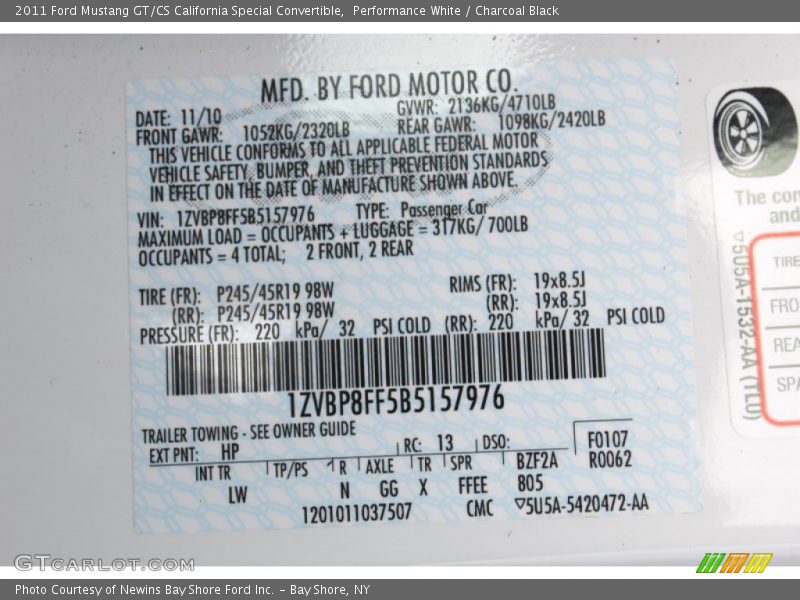 2011 Ford Mustang GT/CS California Special Convertible, Performance White / Charcoal Black
MFD. BY FORD MOTOR CO.
DATE: 11/10 GVWR: 2136KG/4710LB
FRONT GAWR: 1052KG/2320LB REAR GAWR: 1098KG/2420LB
THIS VEHICLE CONFORMS TO ALL APPLICABLE FEDERAL MOTOR
VEHICLE SAFETY, BUMPER, AND THEFT PREVENTION STANDARDS
IN EFFECT ON THE DATE OF MANUFACTURE SHOWN ABOVE.
VIN: 1ZVBP8FF5B5157976 TYPE: Passenger Car
MAXIMUM LOAD = OCCUPANTS + LUGGAGE = 317KG/ 700LB
OCCUPANTS = 4 TOTAL; 2 FRONT, 2 REAR
TIRE (FR): P245/45R19 98W RIMS (FR): 19x8.5J
(RR): P245/45R19 98W (RR): 19x8.5J
PRESSURE (FR): 220 kPa/ 32 PSI COLD (RR): 220 kPa/ 32 PSI COLD
1ZVBP8FF5B5157976
TRAILER TOWING - SEE OWNER GUIDE
EXT PNT: HP RC: 13 DSO: F0107
INT TR TP/PS R AXLE TR SPR BZF2A R0062
LW N GG X FFEE 805
1201011037507 CMC ▽5U5A-5420472-AA
The con
and
▽5U5A-1532-AA (TL0)
TIRE
FRO
REA
SPA
GTCARLOT.COM
Photo Courtesy of Newins Bay Shore Ford Inc. – Bay Shore, NY